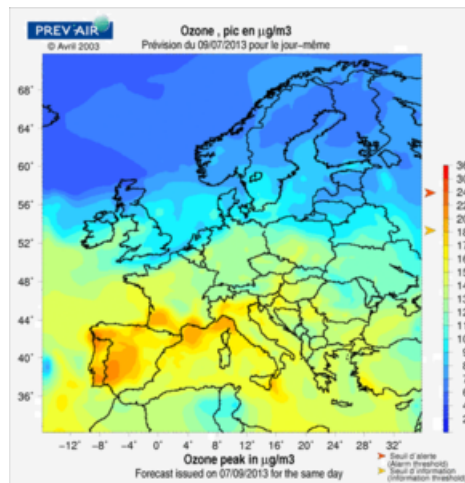 PREV'AIR
© Avril 2003
Ozone , pic en µg/m3
Prévision du 09/07/2013 pour le jour-même
68°
64°
60°
56°
52°
48°
44°
40°
36°
-12° -8° -4° 0° 4° 8° 12° 16° 20° 24° 28° 32°
Ozone peak in µg/m3
Forecast issued on 07/09/2013 for the same day
Seuil d'alerte
(Alarm threshold)
Seuil d'information
(Information threshold)